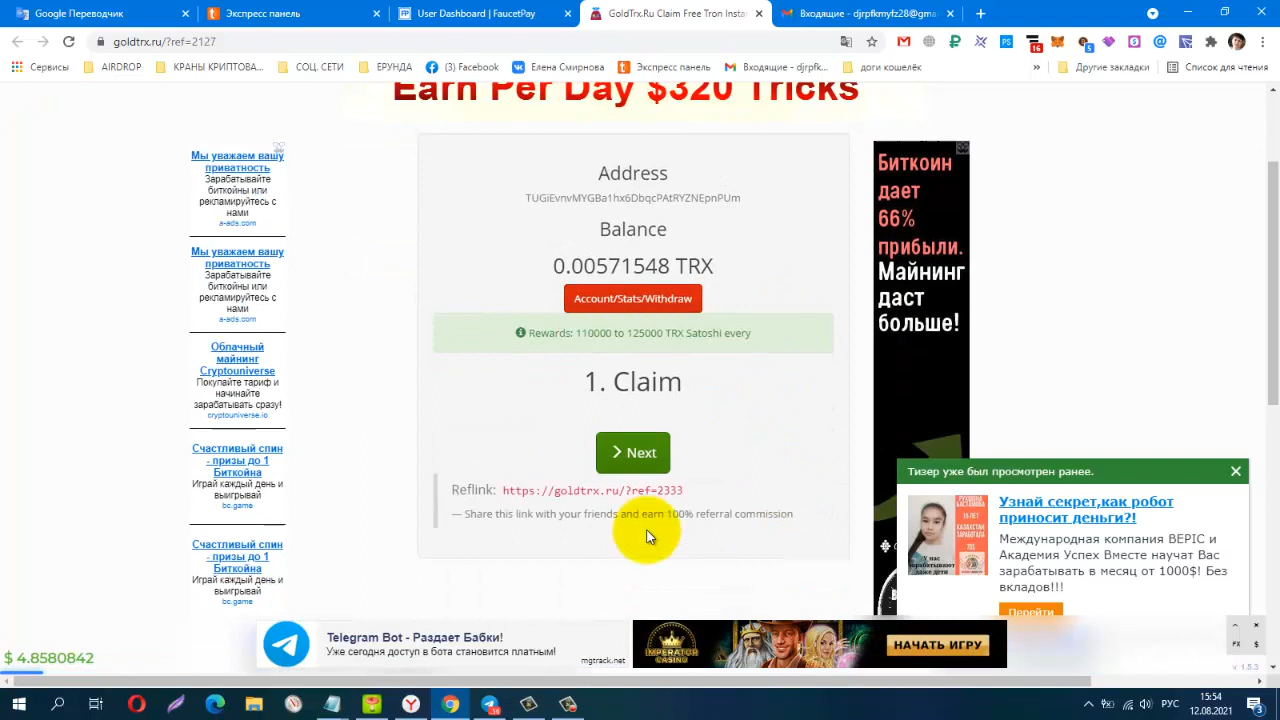 Google Переводчик
Экспресс панель
User Dashboard | FaucetPay
GoldTrx.Ru Claim Free Insta
Входящие - djrpfkmyfz28@gma
goldtrx.ru/?ref=2127
16
5
Сервисы
AIRDROP
КРАНЫ КРИПТОВА...
СОЦ. СЕТИ
ЕРУНДА
(3) Facebook
Елена Смирнова
Экспресс панель
Входящие – djrpfk...
доги кошелёк
»
Другие закладки
Список для чтения
Earn Per Day $320 Tricks
Мы уважаем вашу
приватность
Зарабатывайте
биткойны или
рекламируйтесь с
нами
a-ads.com
Мы уважаем вашу
приватность
Зарабатывайте
биткойны или
рекламируйтесь с
нами
a-ads.com
Облачный
майнинг
Cryptouniverse
Покупайте тариф и
начинайте
зарабатывать сразу!
cryptouniverse.io
Счастливый спин
- призы до 1
Биткойна
Играй каждый день и
выигрывай
bc.game
Счастливый спин
- призы до 1
Биткойна
Играй каждый день и
выигрывай
bc.game
Address
TUGiEvnvMYGBa1hx6DbqcPAtRYZNEpnPUm
Balance
0.00571548 TRX
Account/Stats/Withdraw
Rewards: 110000 to 125000 TRX Satoshi every
1. Claim
Next
Reflink: https://goldtrx.ru/?ref=2333
— Share this link with your friends and earn 100% referral commission
Биткоин
дает
66%
прибыли.
Майнинг
даст
больше!
Тизер уже был просмотрен ранее.
Узнай секрет,как робот
приносит деньги?!
Международная компания BEPIC и
Академия Успех Вместе научат Вас
зарабатывать в месяц от 1000$! Без
вкладов!!!
Перейти
Telegram Bot - Раздает Бабки!
Уже сегодня доступ в бота становится платным!
mgtrack.net
IMPERATOR
CASINO
НАЧАТЬ ИГРУ
$ 4.8580842
v. 1.5.3
РУС
15:54
12.08.2021